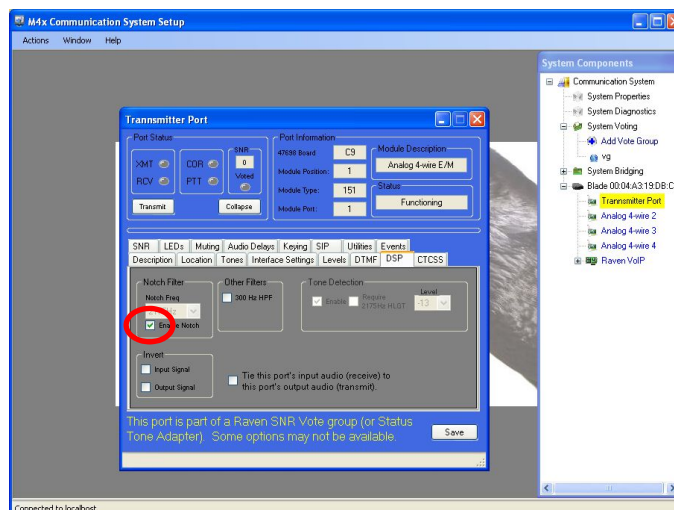 M4x Communication System Setup
Actions Window Help
System Components
Communication System
System Properties
System Diagnostics
System Voting
Add Vote Group
vg
System Bridging
Blade 00:04:A3:19:DB:C
Trannsmitter Port
Analog 4-wire 2
Analog 4-wire 3
Analog 4-wire 4
Raven VoIP
Trannsmitter Port
Port Status
XMT
COR
RCV
PTT
SNR
0
Voted
Transmit
Collapse
Port Information
47698 Board C9
Module Position: 1
Module Type: 151
Module Port: 1
Module Description
Analog 4-wire E/M
Status
Functioning
SNR LEDs Muting Audio Delays Keying SIP Utilities Events
Description Location Tones Interface Settings Levels DTMF DSP CTCSS
Notch Filter
Notch Freq
Enable Notch
Other Filters
300 Hz HPF
Tone Detection
Enable
Require
2175Hz HLGT
Level
-13
Invert
Input Signal
Output Signal
Tie this port's input audio (receive) to
this port's output audio (transmit).
This port is part of a Raven SNR Vote group (or Status
Tone Adapter). Some options may not be available.
Save
Connected to localhost